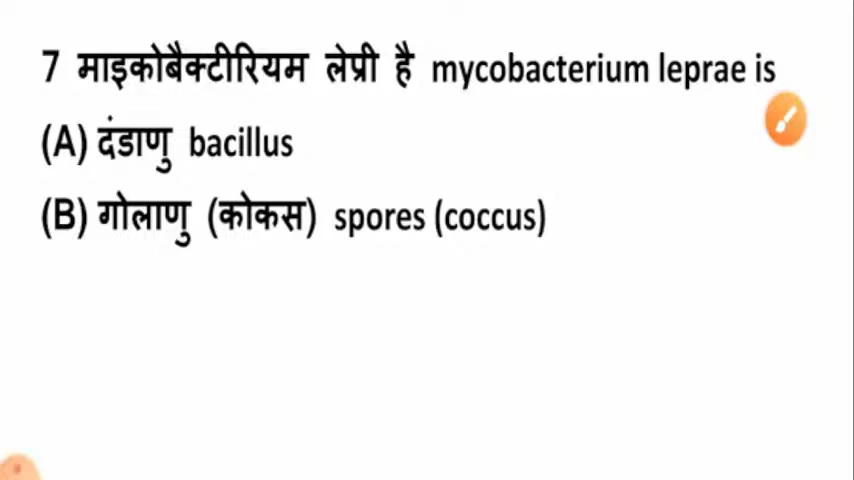 7 माइकोबैक्टीरियम लेप्री है mycobacterium leprae is
(A) दंडाणु bacillus
(B) गोलाणु (कोकस) spores (coccus)